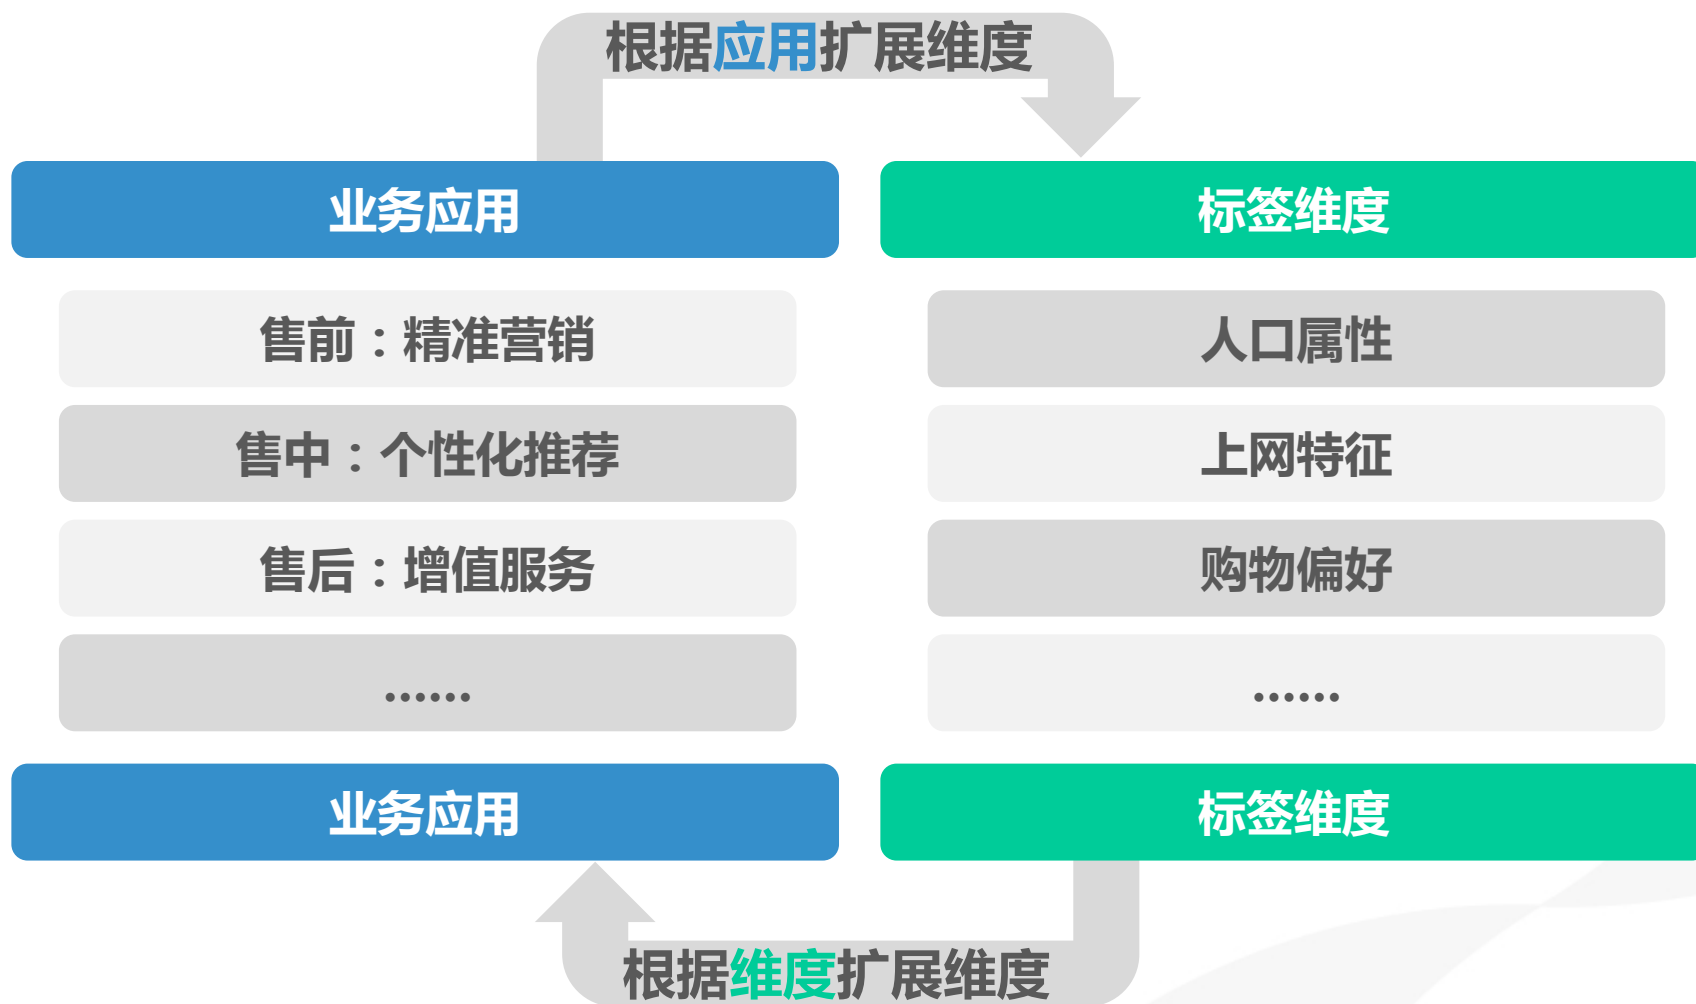 根据应用扩展维度
业务应用
标签维度
售前：精准营销
人口属性
售中：个性化推荐
上网特征
售后：增值服务
购物偏好
......
......
业务应用
标签维度
根据维度扩展维度